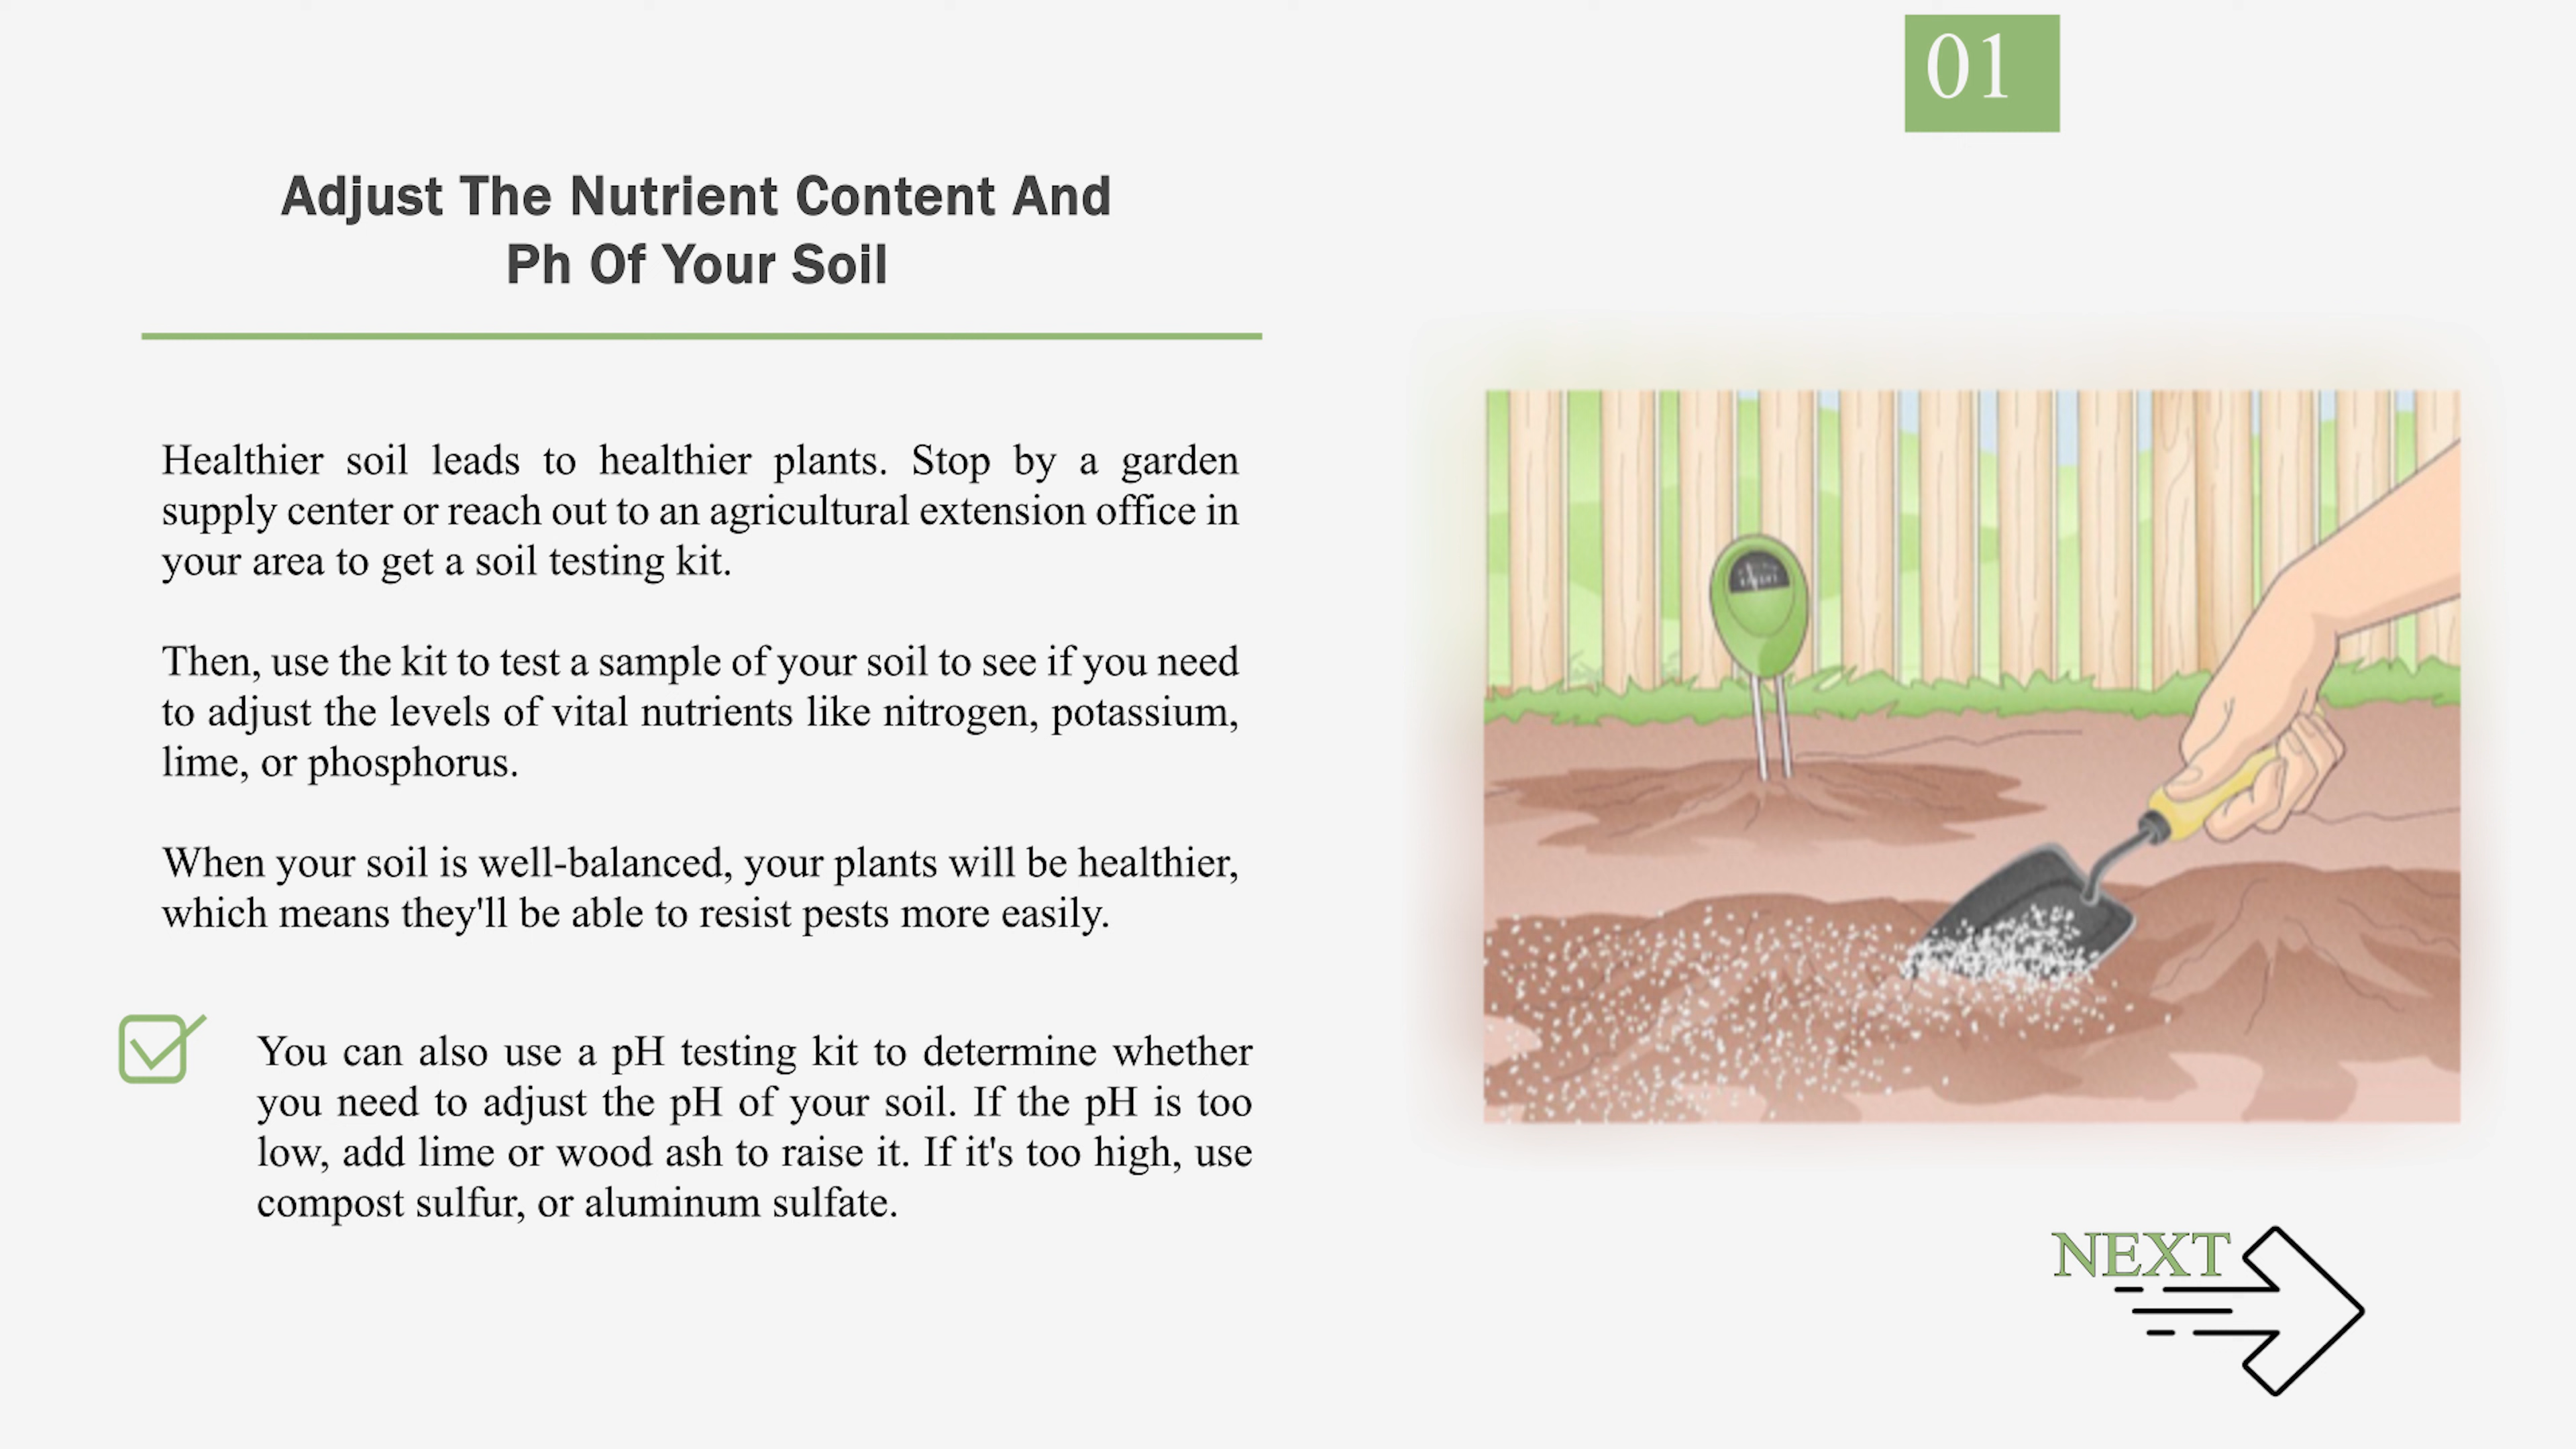 01
Adjust The Nutrient Content And
Ph Of Your Soil
Healthier soil leads to healthier plants. Stop by a garden
supply center or reach out to an agricultural extension office in
your area to get a soil testing kit.
Then, use the kit to test a sample of your soil to see if you need
to adjust the levels of vital nutrients like nitrogen, potassium,
lime, or phosphorus.
When your soil is well-balanced, your plants will be healthier,
which means they'll be able to resist pests more easily.
You can also use a pH testing kit to determine whether
you need to adjust the pH of your soil. If the pH is too
low, add lime or wood ash to raise it. If it's too high, use
compost sulfur, or aluminum sulfate.
NEXT